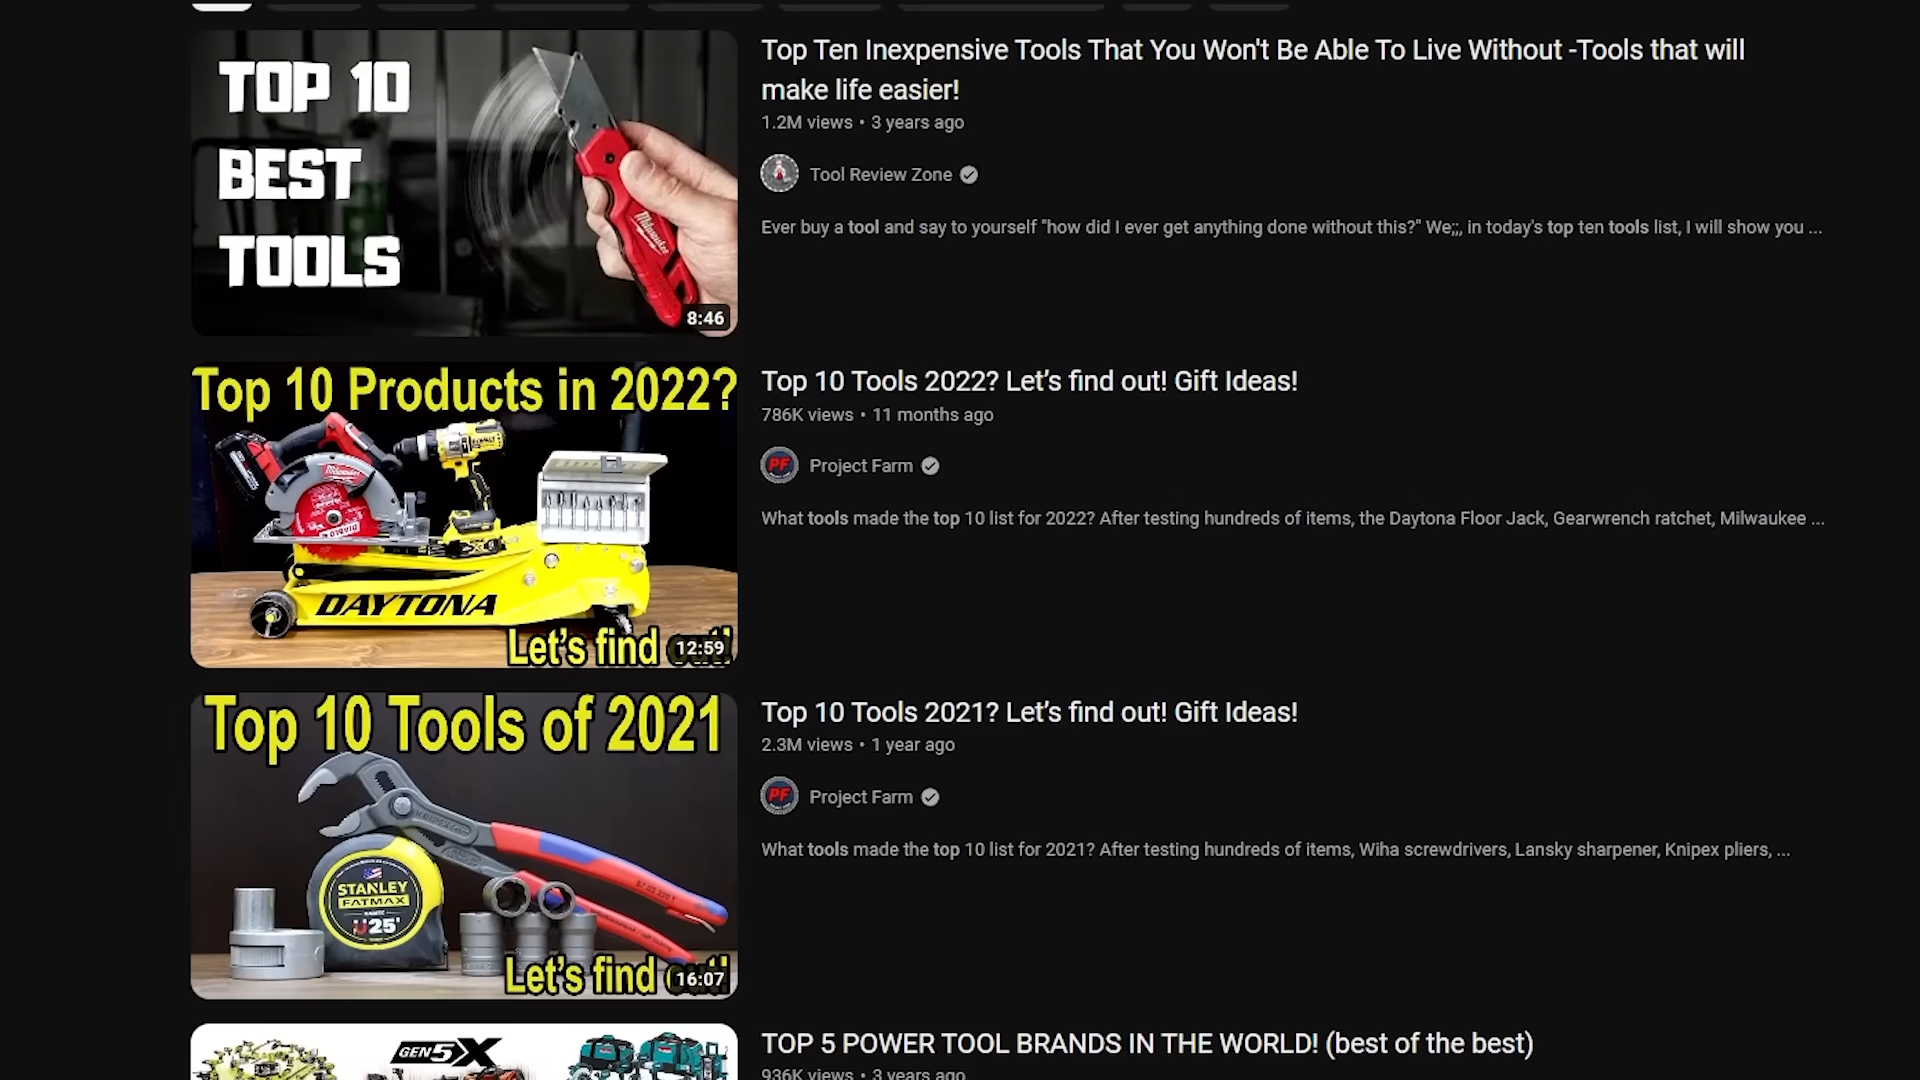 TOP 10
BEST
TOOLS
Milwaukee
8:46
Top Ten Inexpensive Tools That You Won't Be Able To Live Without -Tools that will
make life easier!
1.2M views • 3 years ago
Tool Review Zone
Ever buy a tool and say to yourself "how did I ever get anything done without this?" We;;, in today's top ten tools list, I will show you ...
Top 10 Products in 2022?
Milwaukee
DIABLO
DEWALT
DAYTONA
Let's find out!
12:59
Top 10 Tools 2022? Let’s find out! Gift Ideas!
786K views • 11 months ago
PF
Project Farm
What tools made the top 10 list for 2022? After testing hundreds of items, the Daytona Floor Jack, Gearwrench ratchet, Milwaukee ...
Top 10 Tools of 2021
STANLEY
FATMAX
25'
Let's find out!
16:07
Top 10 Tools 2021? Let’s find out! Gift Ideas!
2.3M views • 1 year ago
PF
Project Farm
What tools made the top 10 list for 2021? After testing hundreds of items, Wiha screwdrivers, Lansky sharpener, Knipex pliers, ...
GEN5X
TOP 5 POWER TOOL BRANDS IN THE WORLD! (best of the best)
936K views • 3 years ago